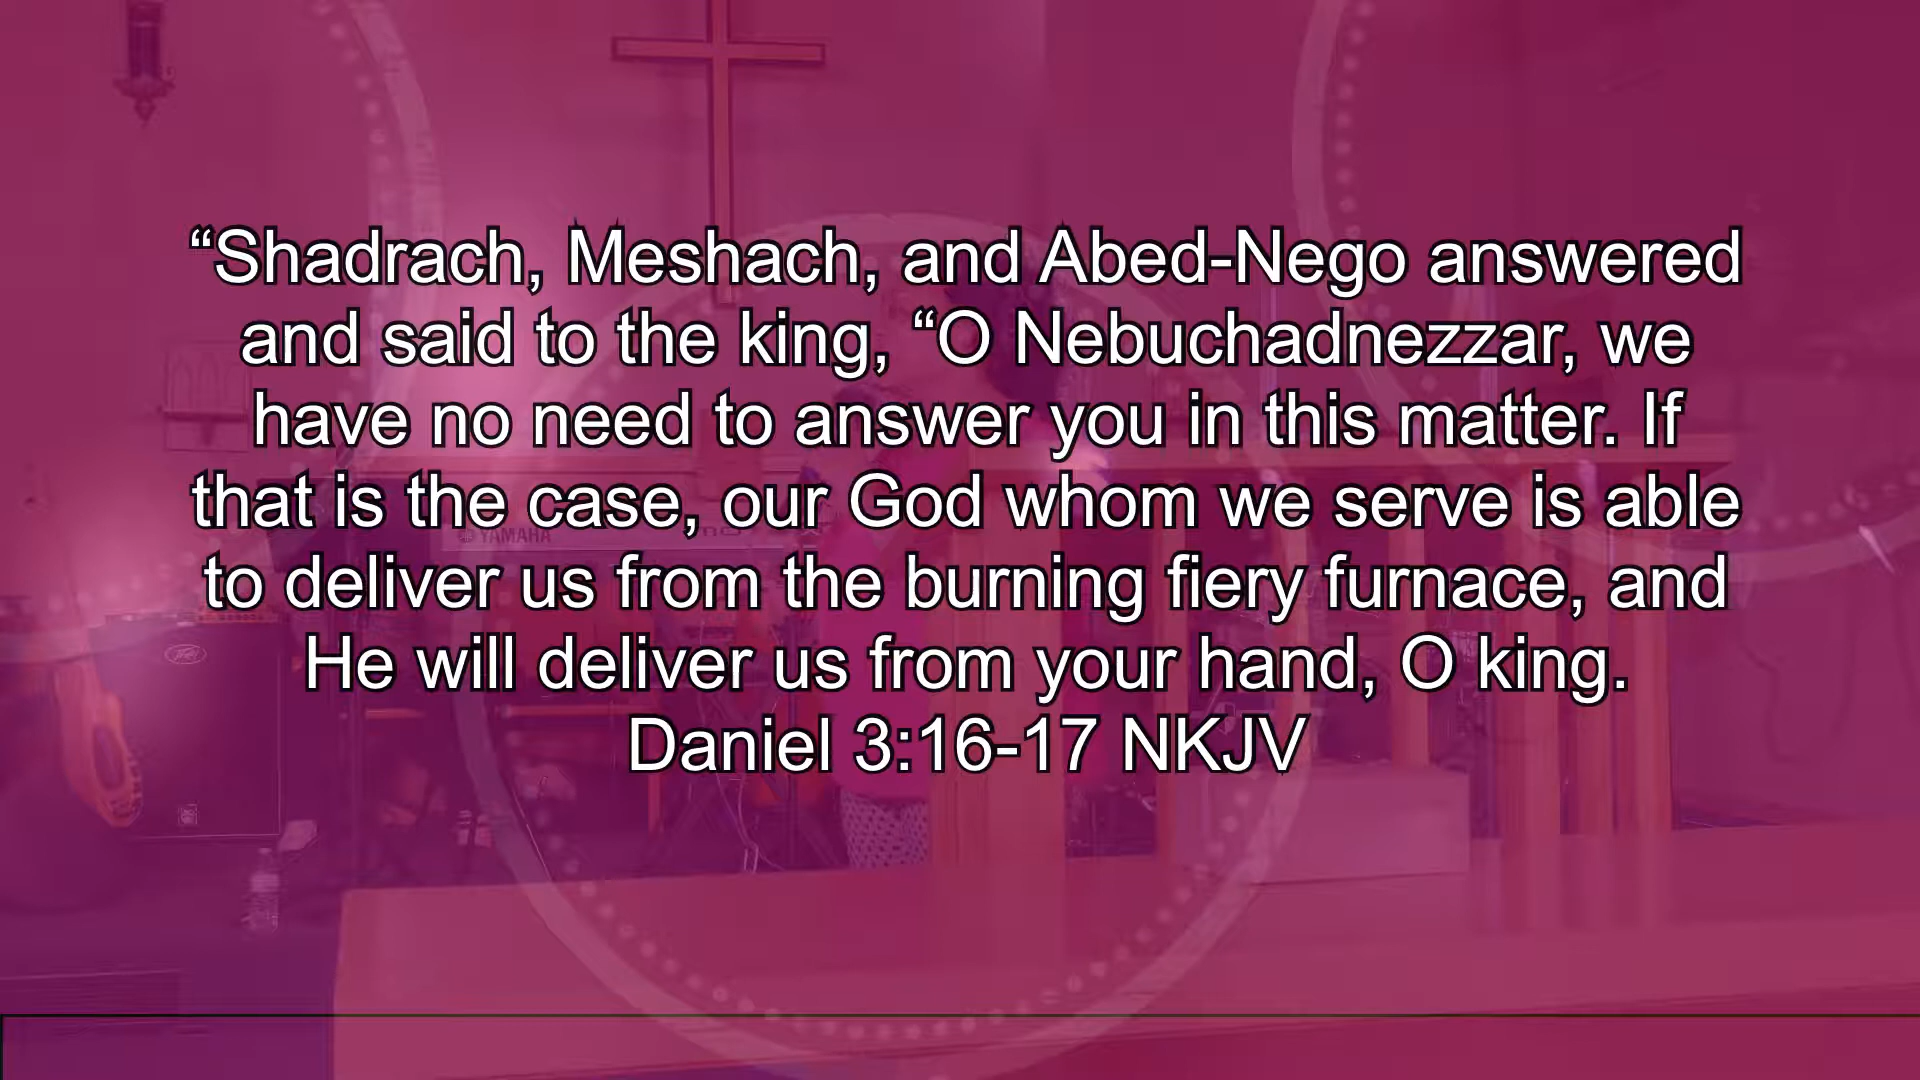 “Shadrach, Meshach, and Abed-Nego answered
and said to the king, “O Nebuchadnezzar, we
have no need to answer you in this matter. If
that is the case, our God whom we serve is able
to deliver us from the burning fiery furnace, and
He will deliver us from your hand, O king.
Daniel 3:16-17 NKJV
YAMAHA